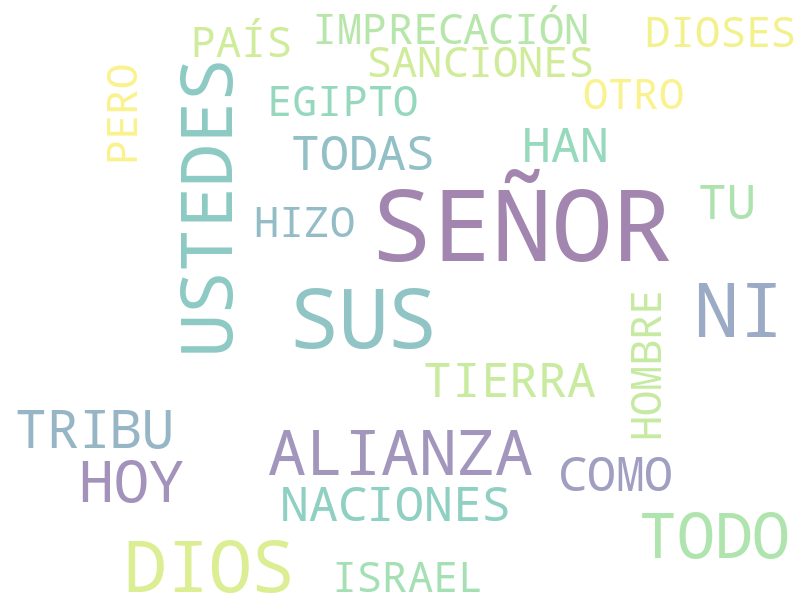 IMPRECACIÓN
DIOSES
PAÍS
SANCIONES
PERO
EGIPTO
OTRO
USTEDES
TODAS
HAN
SEÑOR
TU
HIZO
SUS
NI
HOMBRE
TIERRA
TRIBU
ALIANZA
HOY
COMO
NACIONES
TODO
DIOS
ISRAEL